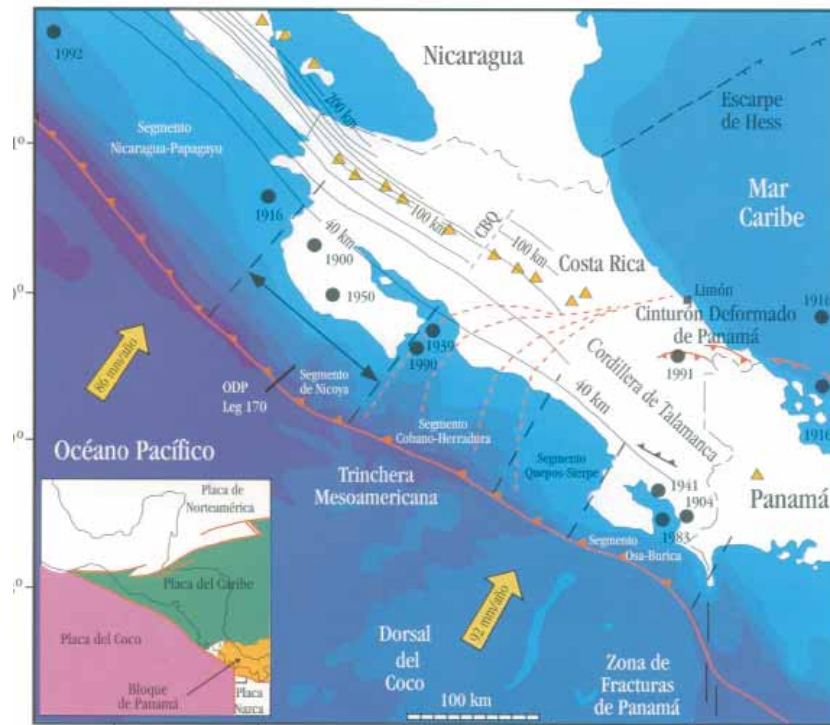 1992
Nicaragua
Escarpe
de Hess
200 km
Segmento
Nicaragua-Papagayu
Mar
Caribe
1916
40 km
100 km
CBQ
100 km
Costa Rica
1900
1950
Limón
1916
Cinturón Deformado
de Panamá
86 mm/año
1939
1990
1991
ODP
Leg 170
Segmento
de Nicoya
Cordillera de Talamanca
40 km
1916
Océano Pacífico
Segmento
Cobano-Herradura
Trinchera
Mesoamericana
Segmento
Quepos-Sierpe
1941
1904
1983
Panamá
Segmento
Osa-Burica
Placa de
Norteamérica
Placa del Caribe
Placa del Coco
Bloque
de Panamá
Placa
Nazca
92 mm/año
Dorsal
del
Coco
Zona de
Fracturas
de Panamá
100 km